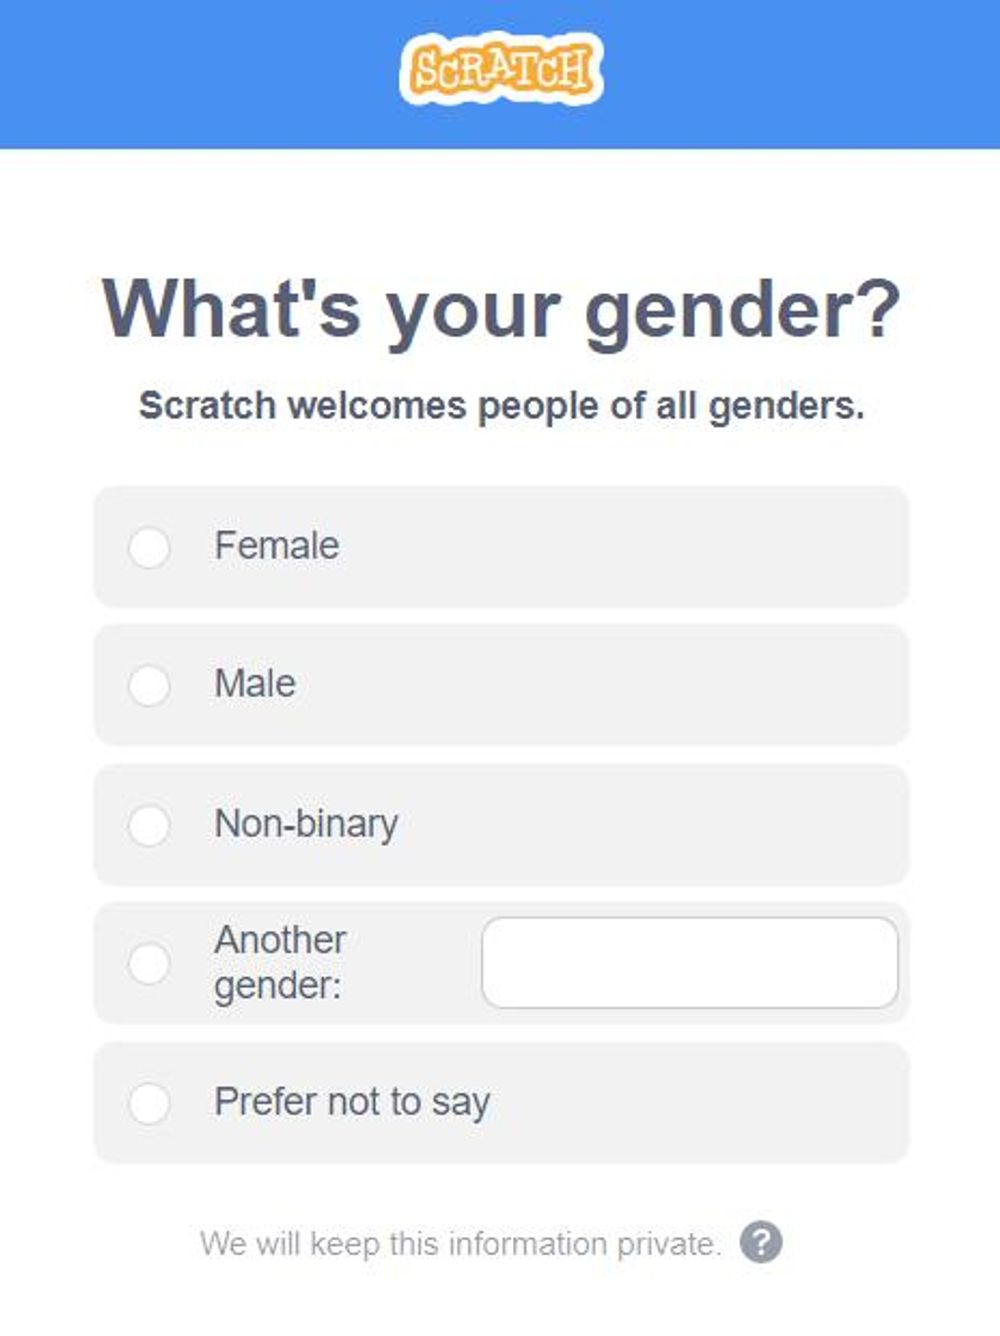 SCRATCH
What's your gender?
Scratch welcomes people of all genders.
Female
Male
Non-binary
Another
gender:
Prefer not to say
We will keep this information private. ?